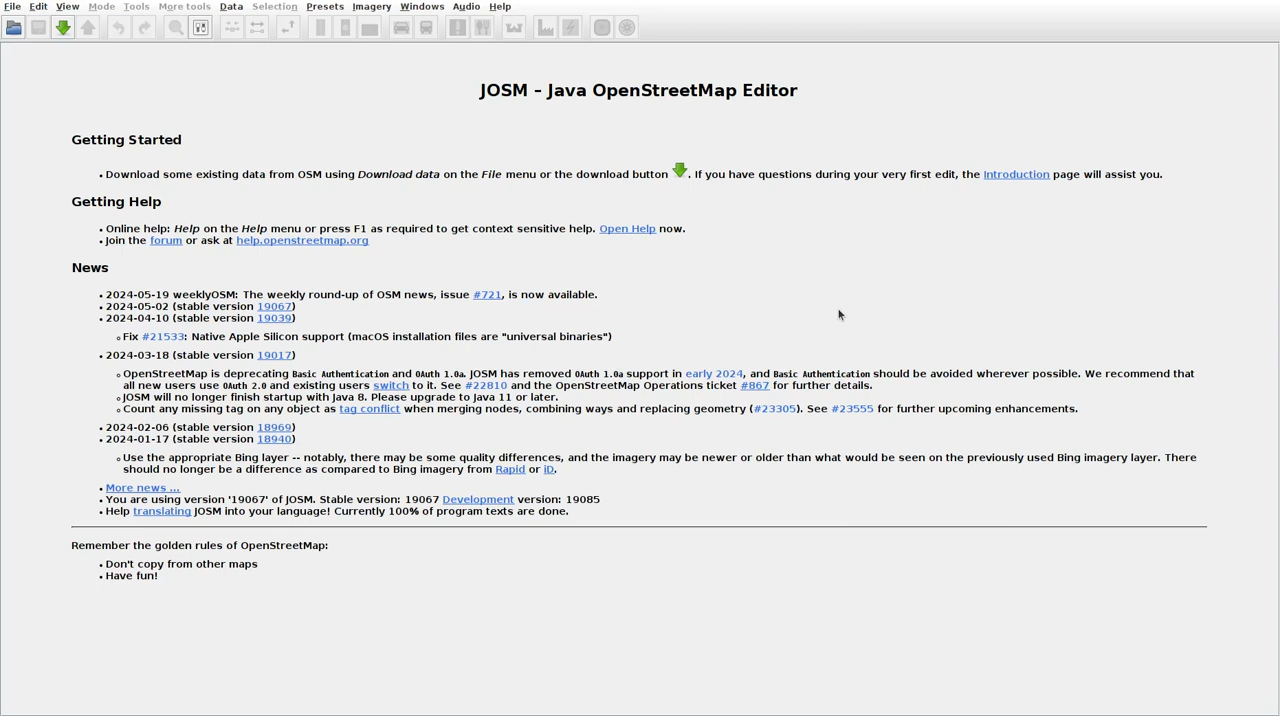 File Edit View Mode Tools More tools Data Selection Presets Imagery Windows Audio Help
JOSM – Java OpenStreetMap Editor
Getting Started
• Download some existing data from OSM using Download data on the File menu or the download button . If you have questions during your very first edit, the Introduction page will assist you.
Getting Help
• Online help: Help on the Help menu or press F1 as required to get context sensitive help. Open Help now.
• Join the forum or ask at help.openstreetmap.org
News
• 2024-05-19 weeklyOSM: The weekly round-up of OSM news, issue #721, is now available.
• 2024-05-02 (stable version 19067)
• 2024-04-10 (stable version 19039)
◦ Fix #21533: Native Apple Silicon support (macOS installation files are "universal binaries")
• 2024-03-18 (stable version 19017)
◦ OpenStreetMap is deprecating Basic Authentication and OAuth 1.0a. JOSM has removed OAuth 1.0a support in early 2024, and Basic Authentication should be avoided wherever possible. We recommend that
all new users use OAuth 2.0 and existing users switch to it. See #22810 and the OpenStreetMap Operations ticket #867 for further details.
◦ JOSM will no longer finish startup with Java 8. Please upgrade to Java 11 or later.
◦ Count any missing tag on any object as tag conflict when merging nodes, combining ways and replacing geometry (#23305). See #23555 for further upcoming enhancements.
• 2024-02-06 (stable version 18969)
• 2024-01-17 (stable version 18940)
◦ Use the appropriate Bing layer -- notably, there may be some quality differences, and the imagery may be newer or older than what would be seen on the previously used Bing imagery layer. There
should no longer be a difference as compared to Bing imagery from Rapid or iD.
• More news ...
• You are using version '19067' of JOSM. Stable version: 19067 Development version: 19085
• Help translating JOSM into your language! Currently 100% of program texts are done.
Remember the golden rules of OpenStreetMap:
• Don't copy from other maps
• Have fun!